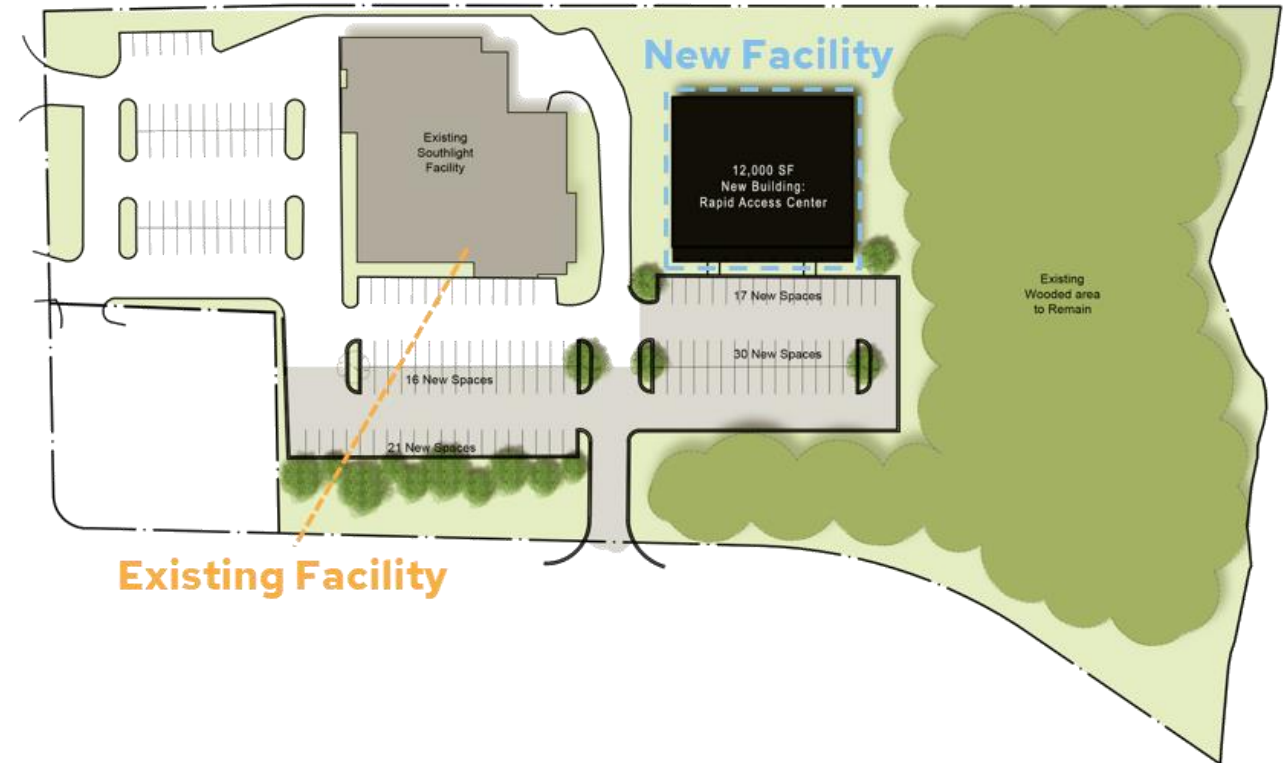 New Facility
Existing
Southlight
Facility
12,000 SF
New Building:
Rapid Access Center
Existing
Wooded area
to Remain
17 New Spaces
30 New Spaces
16 New Spaces
21 New Spaces
Existing Facility